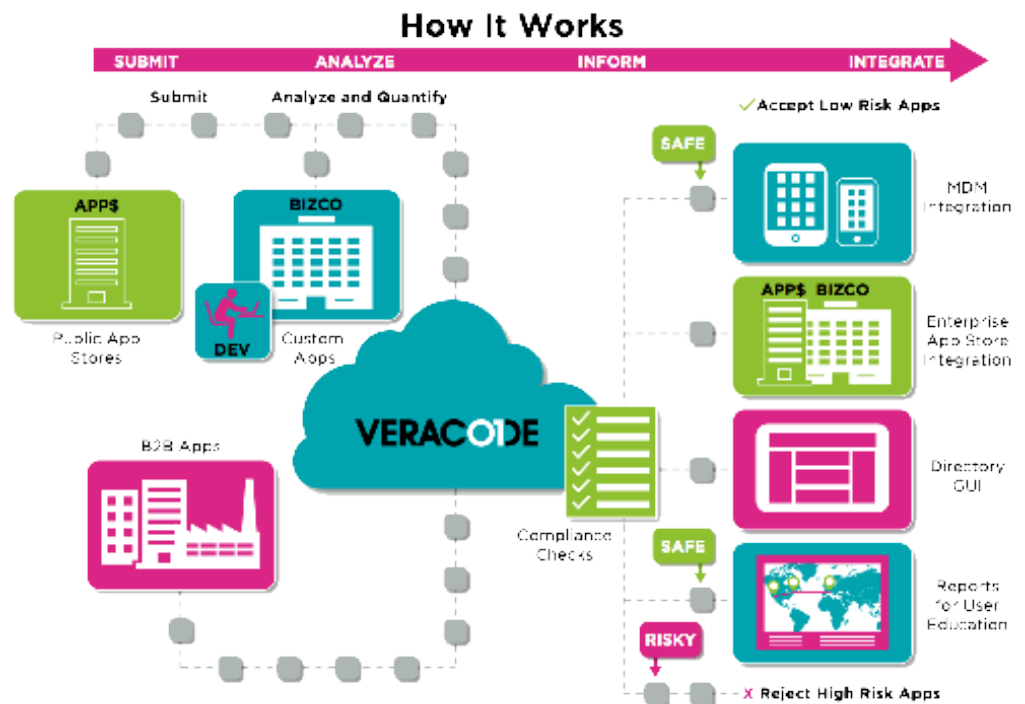 How It Works
SUBMIT
ANALYZE
INFORM
INTEGRATE
Submit
Analyze and Quantify
✓Accept Low Risk Apps
SAFE
APP$
BIZCO
MDM
Integration
DEV
Public App
Stores
Custom
Apps
APP$ BIZCO
Enterprise
App Store
Integration
VERACODE
B2B Apps
Directory
GUI
Compliance
Checks
SAFE
Reports
for User
Education
RISKY
X Reject High Risk Apps